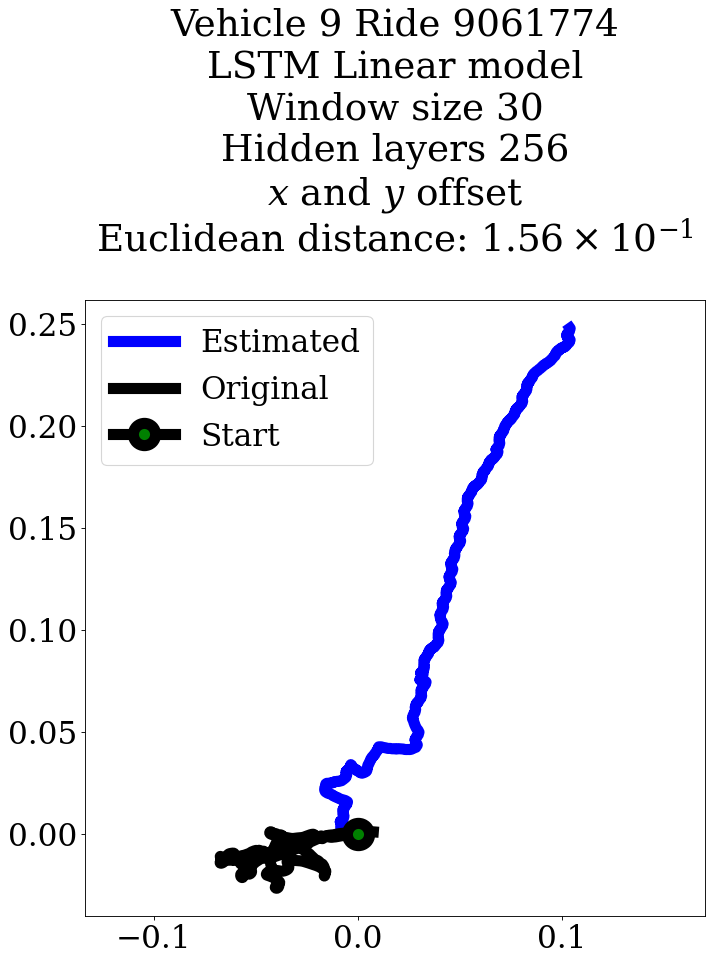 Vehicle 9 Ride 9061774
LSTM Linear model
Window size 30
Hidden layers 256
x and y offset
Euclidean distance: 1.56 × 10⁻¹
0.25
0.20
0.15
0.10
0.05
0.00
Estimated
Original
Start
−0.1
0.0
0.1